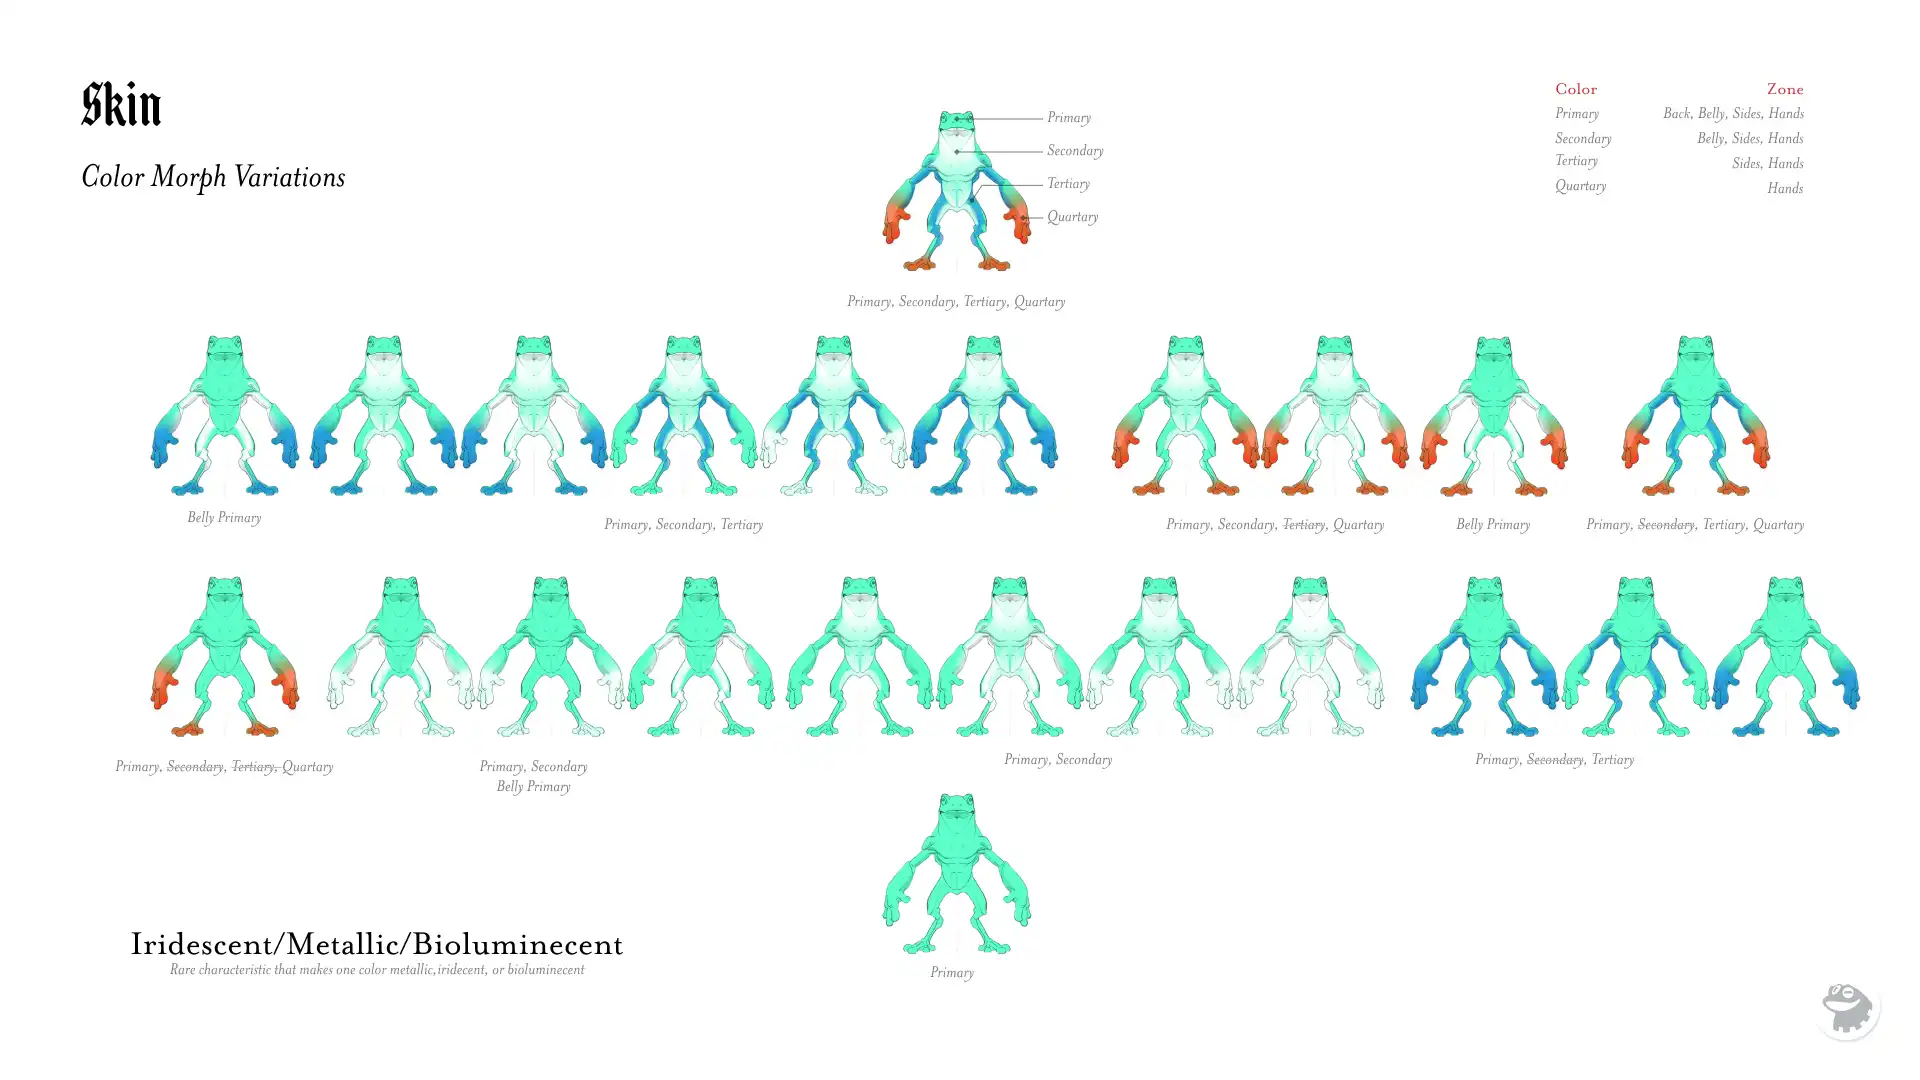 Skin
Color Morph Variations
Primary
Secondary
Tertiary
Quartary
Primary, Secondary, Tertiary, Quartary
Color Zone
Primary Back, Belly, Sides, Hands
Secondary Belly, Sides, Hands
Tertiary Sides, Hands
Quartary Hands
Belly Primary
Primary, Secondary, Tertiary
Primary, Secondary, Tertiary, Quartary
Belly Primary
Primary, Secondary, Tertiary, Quartary
Primary, Secondary, Tertiary, Quartary
Primary, Secondary
Belly Primary
Primary, Secondary
Primary, Secondary, Tertiary
Primary
Iridescent/Metallic/Bioluminecent
Rare characteristic that makes one color metallic,iridecent, or bioluminecent